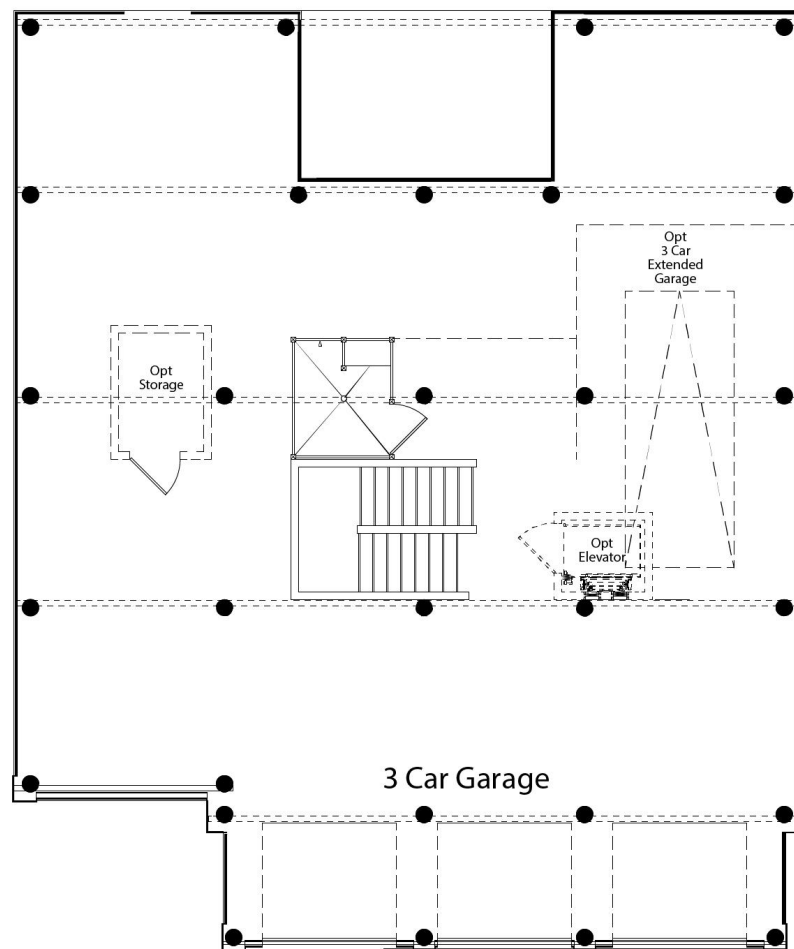 Opt
3 Car
Extended
Garage
Opt
Storage
Opt
Elevator
3 Car Garage